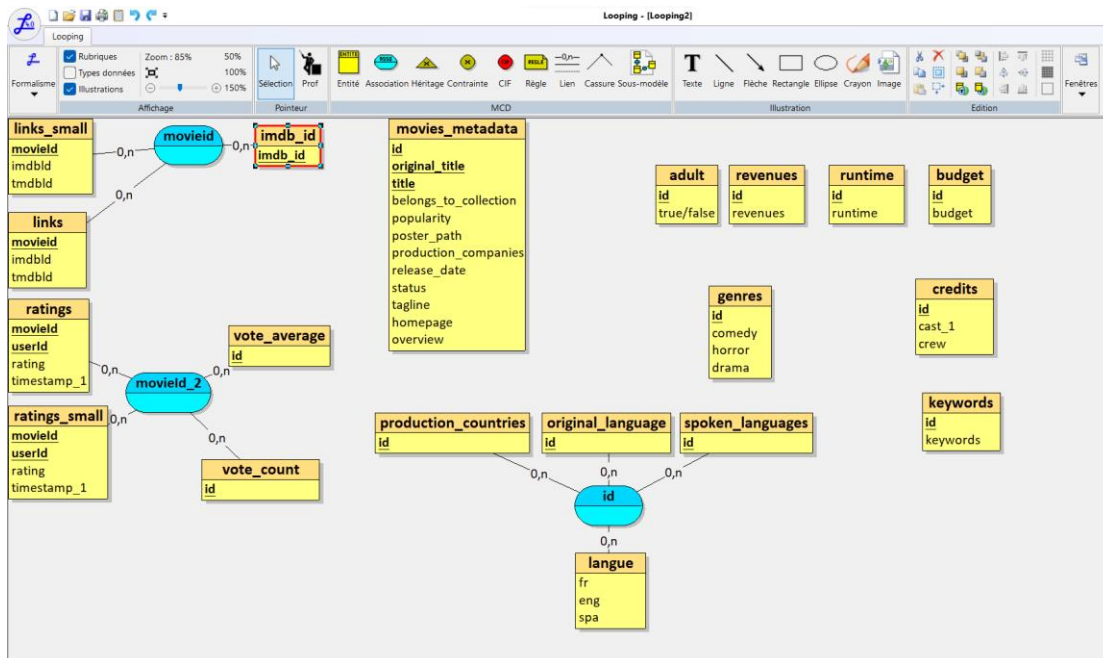 Looping - [Looping2]
Looping
Formalisme
Rubriques
Types données
Illustrations
Zoom : 85%
50%
100%
150%
Affichage
Sélection
Prof
Pointeur
ENTITÉ
RÈGLE
—0,n—
Entité
Association
Héritage
Contrainte
CIF
Règle
Lien
Cassure
Sous-modèle
MCD
T
Texte
Ligne
Flèche
Rectangle
Ellipse
Crayon
Image
Illustration
Edition
Fenêtres
links_small
movieId
imdbId
tmdbId
0,n
movieid
0,n
imdb_id
imdb_id
0,n
links
movieid
imdbld
tmdbld
movies_metadata
id
original_title
title
belongs_to_collection
popularity
poster_path
production_companies
release_date
status
tagline
homepage
overview
adult
id
true/false
revenues
id
revenues
runtime
id
runtime
budget
id
budget
ratings
movieId
userId
rating
timestamp_1
0,n
movieId_2
0,n
vote_average
id
ratings_small
movieId
userId
rating
timestamp_1
0,n
0,n
vote_count
id
genres
id
comedy
horror
drama
credits
id
cast_1
crew
keywords
id
keywords
production_countries
id
original_language
id
spoken_languages
id
0,n
0,n
0,n
id
0,n
langue
fr
eng
spa